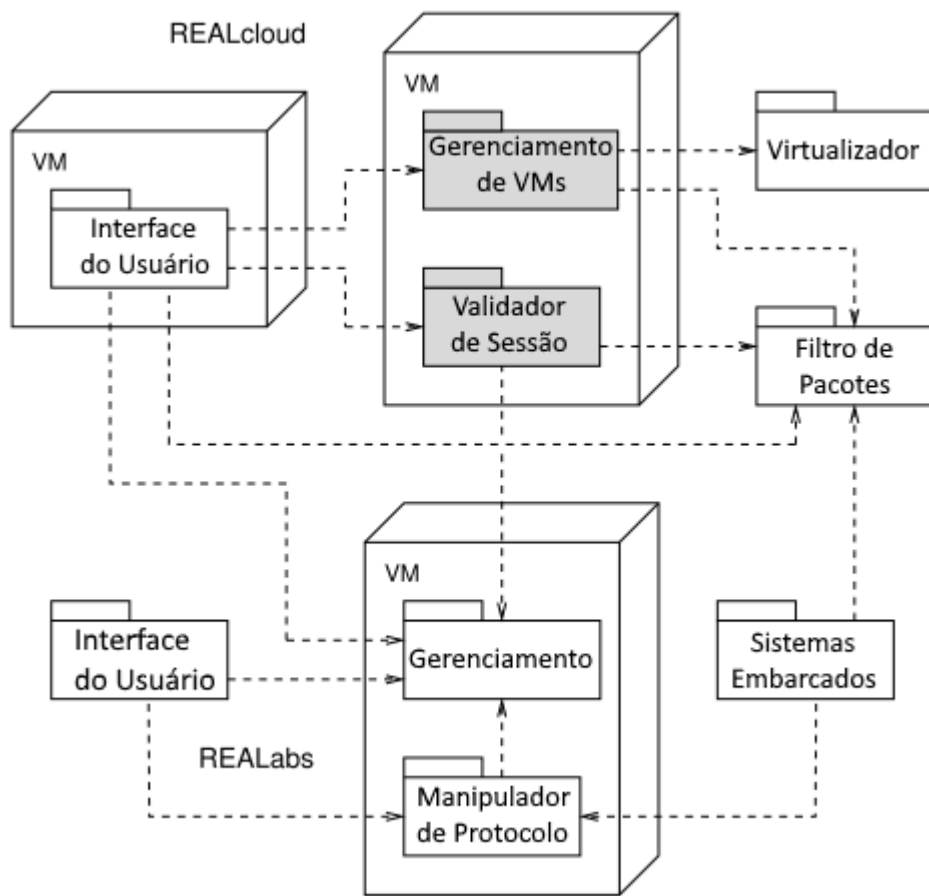 REALcloud
VM
Gerenciamento
de VMs
Virtualizador
VM
Interface
do Usuário
Validador
de Sessão
Filtro de
Pacotes
VM
Interface
do Usuário
Gerenciamento
Sistemas
Embarcados
REALabs
Manipulador
de Protocolo